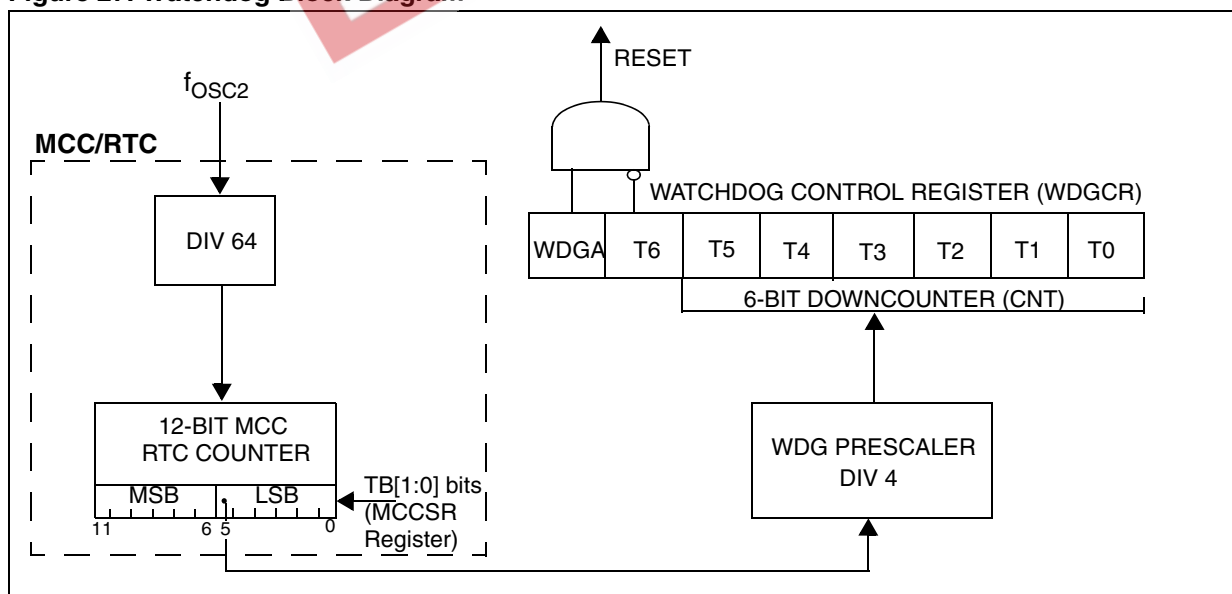 RESET
fOSC2
MCC/RTC
DIV 64
WATCHDOG CONTROL REGISTER (WDGCR)
WDGA T6 T5 T4 T3 T2 T1 T0
6-BIT DOWNCOUNTER (CNT)
12-BIT MCC
RTC COUNTER
MSB LSB
11 6 5 0
TB[1:0] bits
(MCCSR
Register)
WDG PRESCALER
DIV 4